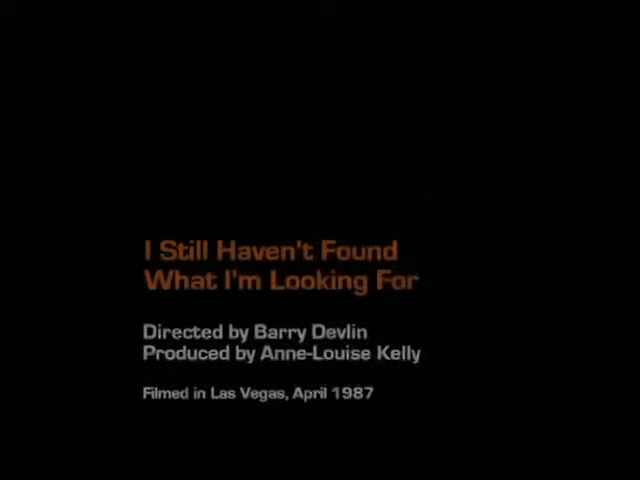 I Still Haven't Found
What I'm Looking For
Directed by Barry Devlin
Produced by Anne-Louise Kelly
Filmed in Las Vegas, April 1987